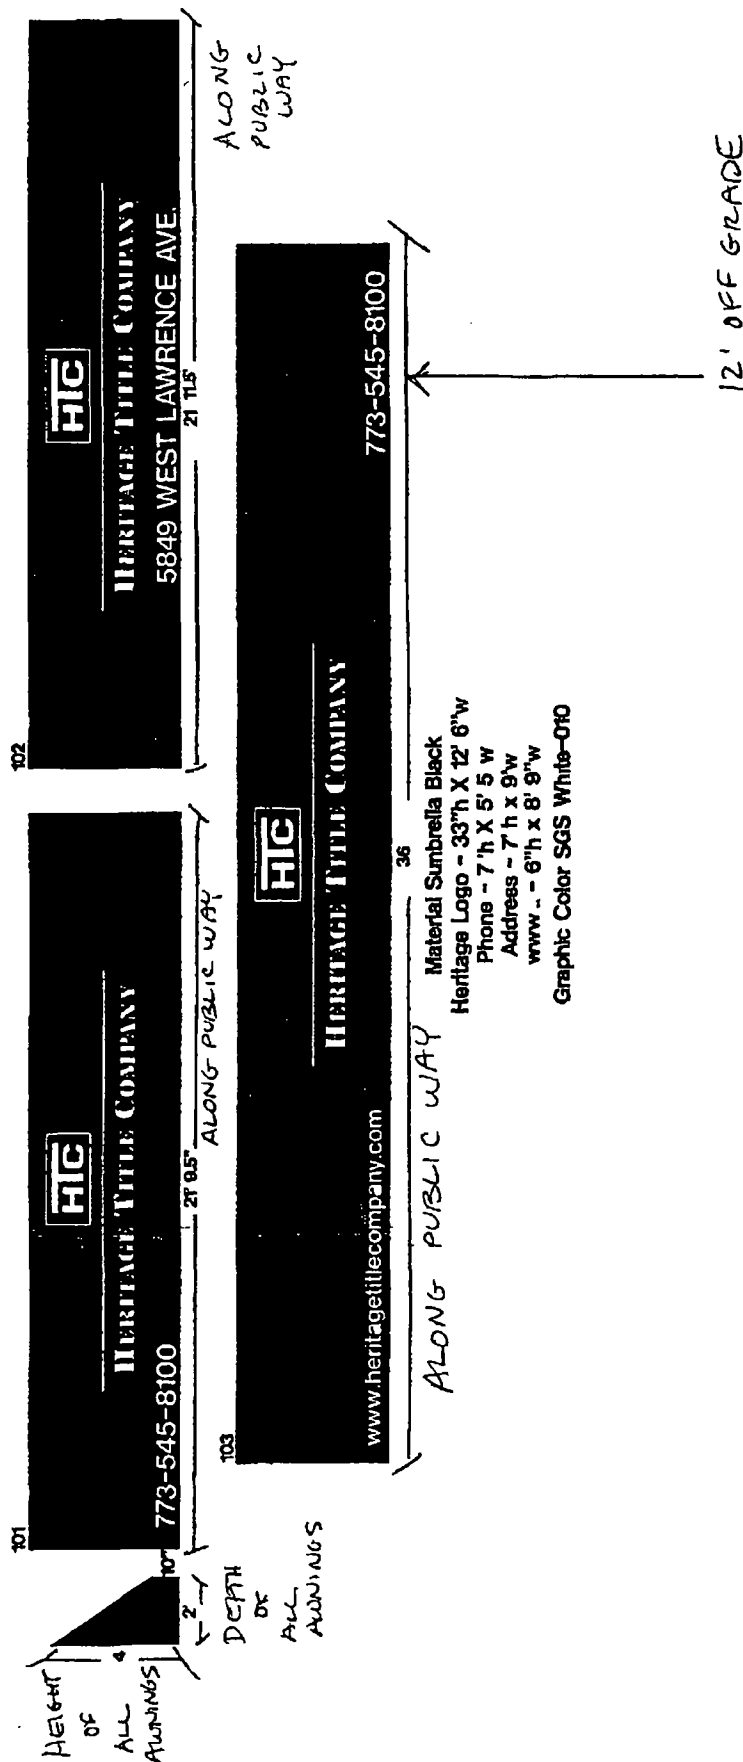 HEIGHT
OF
ALL
AWNINGS
4
10"
2'
DEPTH
OF
ALL
AWNINGS
101
HTC
HERITAGE TITLE COMPANY
773-545-8100
ALONG PUBLIC WAY
102
HTC
HERITAGE TITLE COMPANY
5849 WEST LAWRENCE AVE.
21 11.5"
ALONG
PUBLIC
WAY
103
HTC
HERITAGE TITLE COMPANY
www.heritagetitlecompany.com
773-545-8100
36
ALONG PUBLIC WAY
Material Sunbrella Black
Heritage Logo - 33"h X 12' 6"w
Phone - 7 "h X 5' 5 w
Address - 7' h x 9'w
www .. - 6"h x 8' 9"w
Graphic Color SGS White-010
12' OFF GRADE